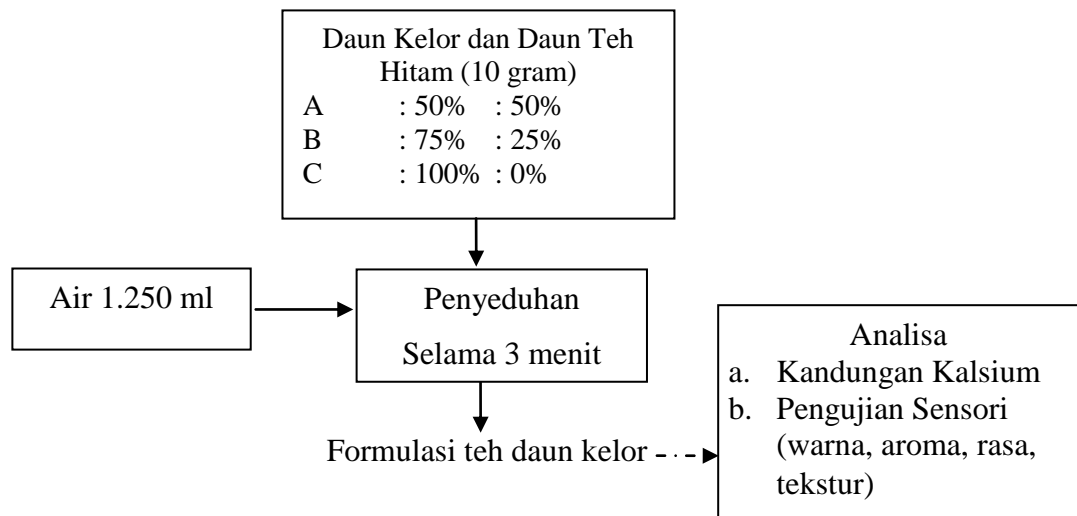 Daun Kelor dan Daun Teh
Hitam (10 gram)
A : 50% : 50%
B : 75% : 25%
C : 100% : 0%
Air 1.250 ml
Penyeduhan
Selama 3 menit
Formulasi teh daun kelor
Analisa
a. Kandungan Kalsium
b. Pengujian Sensori
(warna, aroma, rasa,
tekstur)